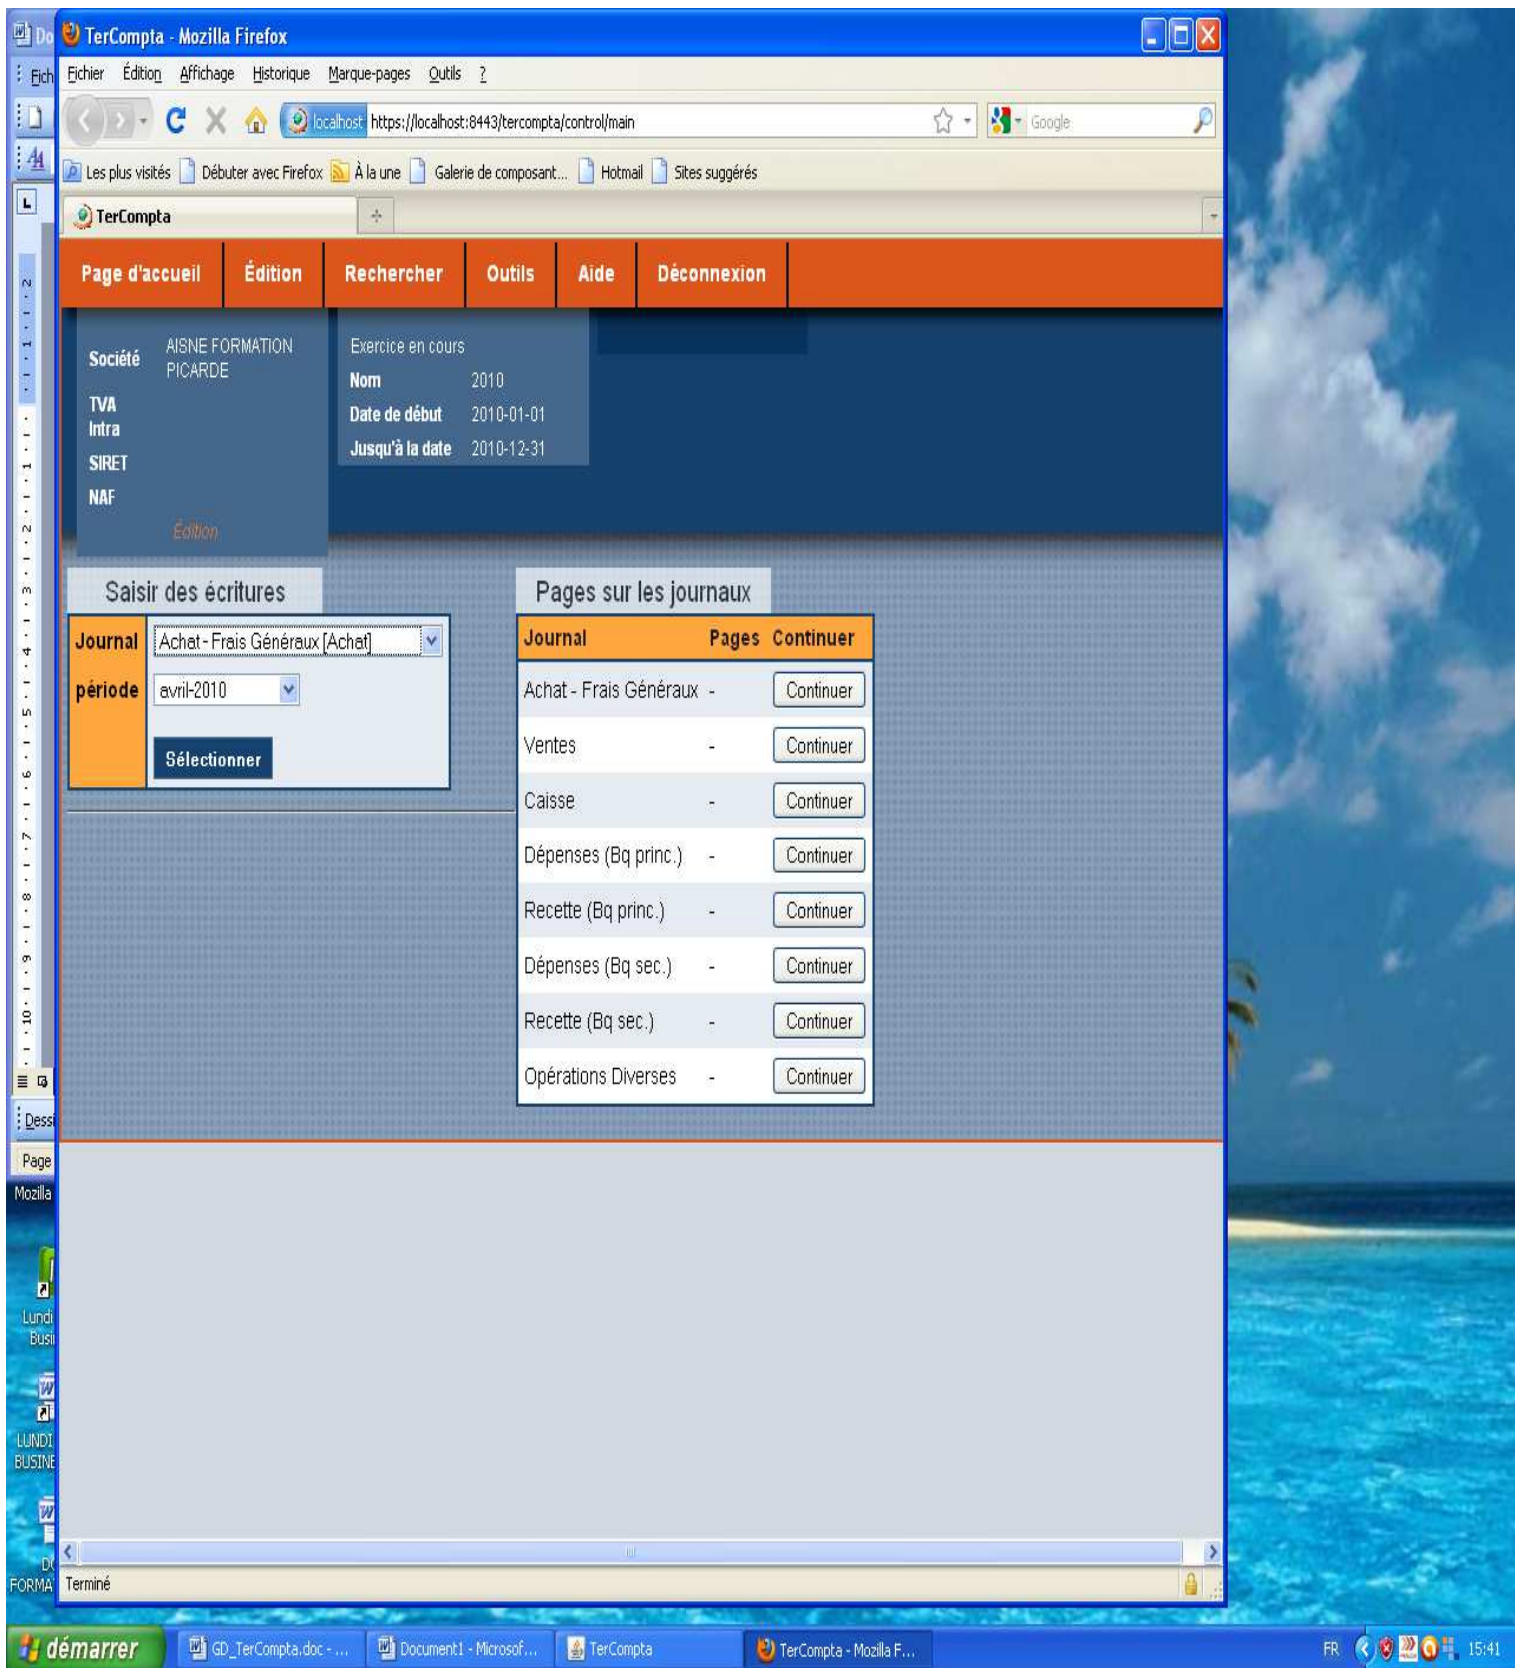 TerCompta - Mozilla Firefox
Fichier Édition Affichage Historique Marque-pages Outils ?
localhost https://localhost:8443/tercompta/control/main
Google
Les plus visités Débuter avec Firefox À la une Galerie de composant... Hotmail Sites suggérés
TerCompta
Page d'accueil Édition Rechercher Outils Aide Déconnexion
Société AISNE FORMATION PICARDE
TVA Intra
SIRET
NAF
Édition
Exercice en cours
Nom 2010
Date de début 2010-01-01
Jusqu'à la date 2010-12-31
Saisir des écritures
Journal Achat - Frais Généraux [Achat]
période avril-2010
Sélectionner
Pages sur les journaux
Journal Pages Continuer
Achat - Frais Généraux - Continuer
Ventes - Continuer
Caisse - Continuer
Dépenses (Bq princ.) - Continuer
Recette (Bq princ.) - Continuer
Dépenses (Bq sec.) - Continuer
Recette (Bq sec.) - Continuer
Opérations Diverses - Continuer
Page
Mozilla
Lundi
LUNDI
Terminé
démarrer GD_TerCompta.doc - ... Document1 - Microsof... TerCompta TerCompta - Mozilla F... FR 15:41